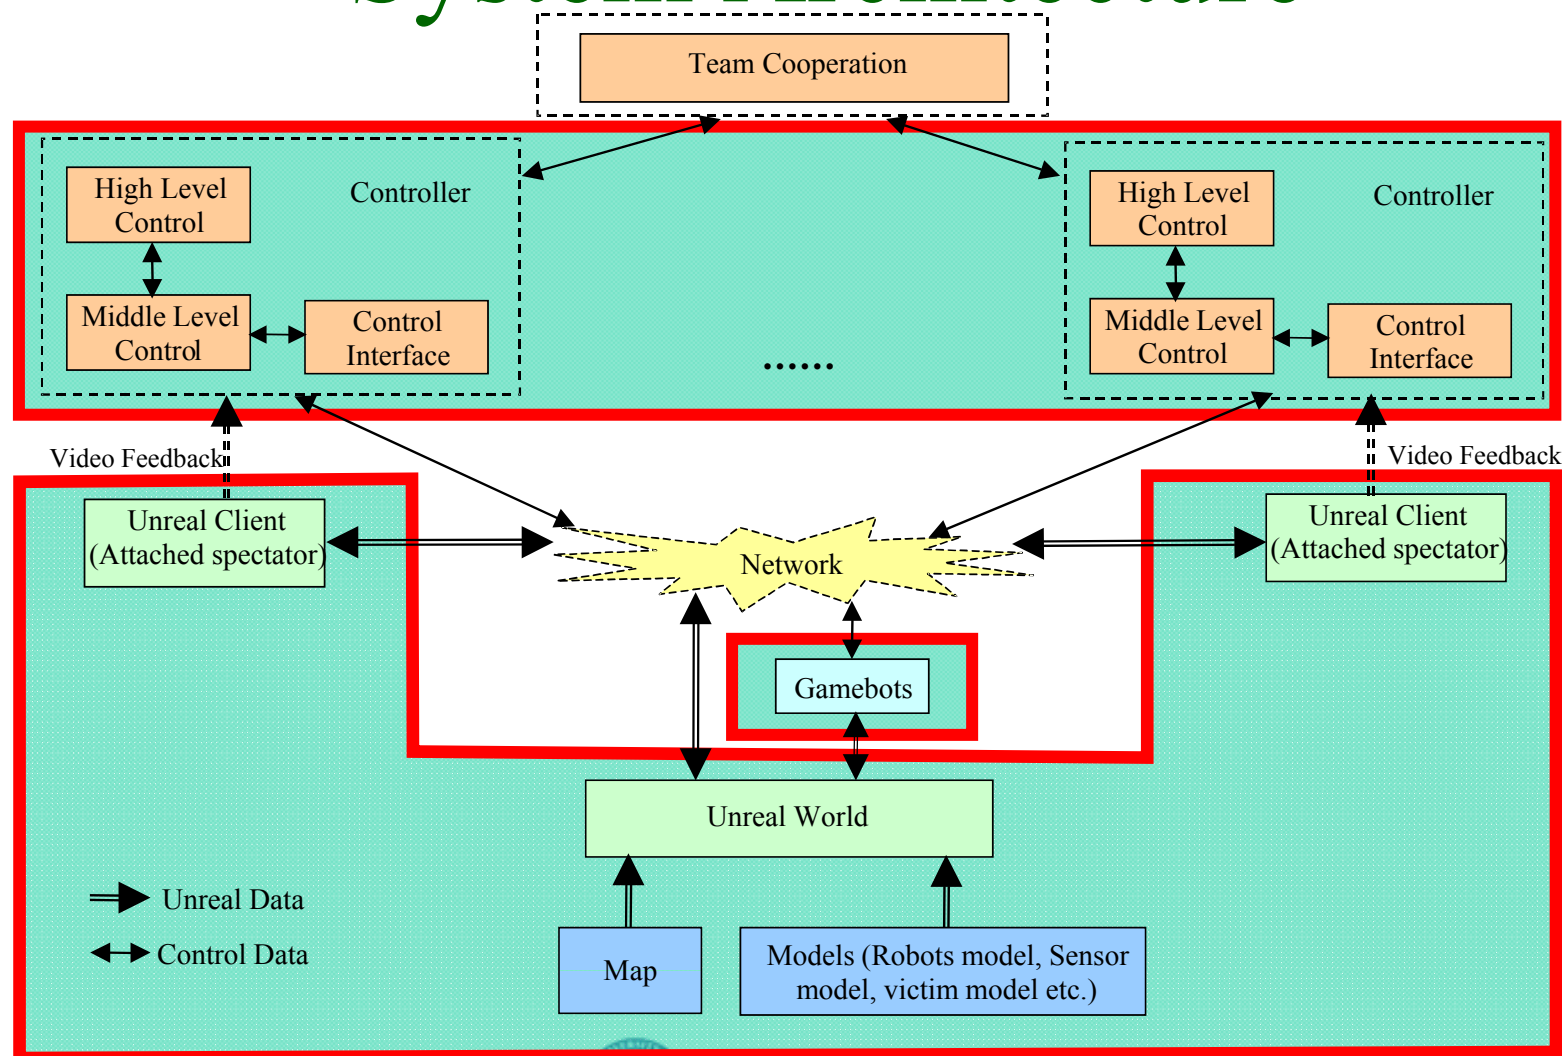 System Architecture
Team Cooperation
High Level
Control
Controller
Middle Level
Control
Control
Interface
......
High Level
Control
Controller
Middle Level
Control
Control
Interface
Video Feedback
Video Feedback
Unreal Client
(Attached spectator)
Network
Unreal Client
(Attached spectator)
Gamebots
Unreal World
Unreal Data
Control Data
Map
Models (Robots model, Sensor
model, victim model etc.)